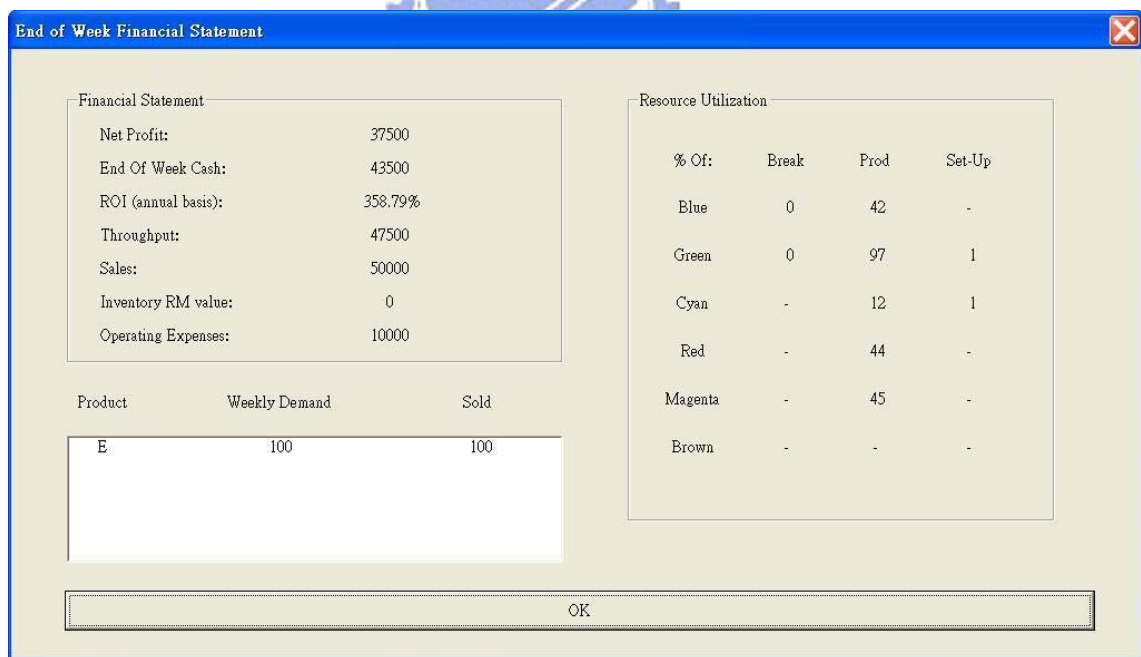 End of Week Financial Statement
Financial Statement
Net Profit: 37500
End Of Week Cash: 43500
ROI (annual basis): 358.79%
Throughput: 47500
Sales: 50000
Inventory RM value: 0
Operating Expenses: 10000
Product Weekly Demand Sold
E 100 100
Resource Utilization
% Of: Break Prod Set-Up
Blue 0 42 -
Green 0 97 1
Cyan - 12 1
Red - 44 -
Magenta - 45 -
Brown - - -
OK